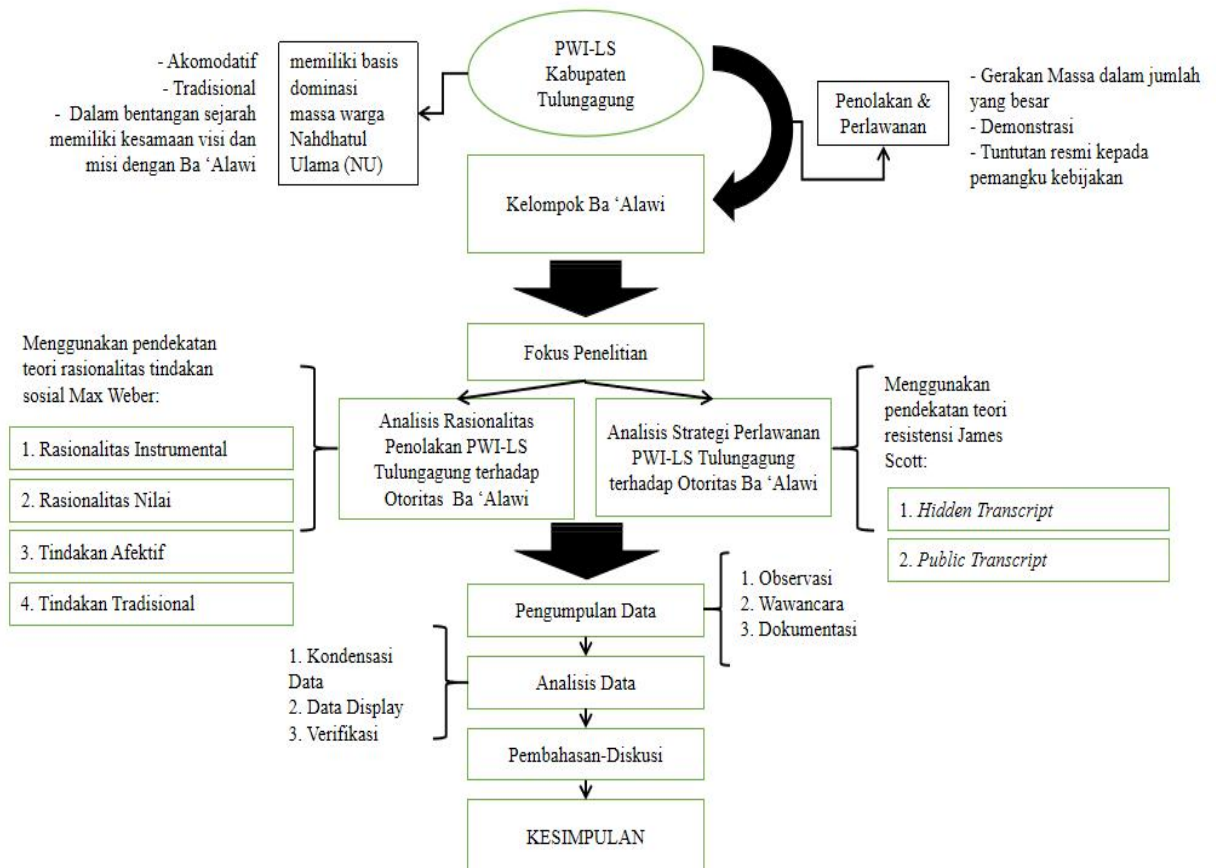 PWI-LS
Kabupaten
Tulungagung
- Akomodatif
- Tradisional
- Dalam bentangan sejarah
memiliki kesamaan visi dan
misi dengan Ba ‘Alawi
memiliki basis
dominasi
massa warga
Nahdhatul
Ulama (NU)
Penolakan &
Perlawanan
- Gerakan Massa dalam jumlah
yang besar
- Demonstrasi
- Tuntutan resmi kepada
pemangku kebijakan
Kelompok Ba ‘Alawi
Fokus Penelitian
Menggunakan pendekatan
teori rasionalitas tindakan
sosial Max Weber:
1. Rasionalitas Instrumental
2. Rasionalitas Nilai
3. Tindakan Afektif
4. Tindakan Tradisional
Analisis Rasionalitas
Penolakan PWI-LS
Tulungagung terhadap
Otoritas Ba ‘Alawi
Analisis Strategi Perlawanan
PWI-LS Tulungagung
terhadap Otoritas Ba ‘Alawi
Menggunakan
pendekatan teori
resistensi James
Scott:
1. Hidden Transcript
2. Public Transcript
Pengumpulan Data
1. Observasi
2. Wawancara
3. Dokumentasi
1. Kondensasi
Data
2. Data Display
3. Verifikasi
Analisis Data
Pembahasan-Diskusi
KESIMPULAN